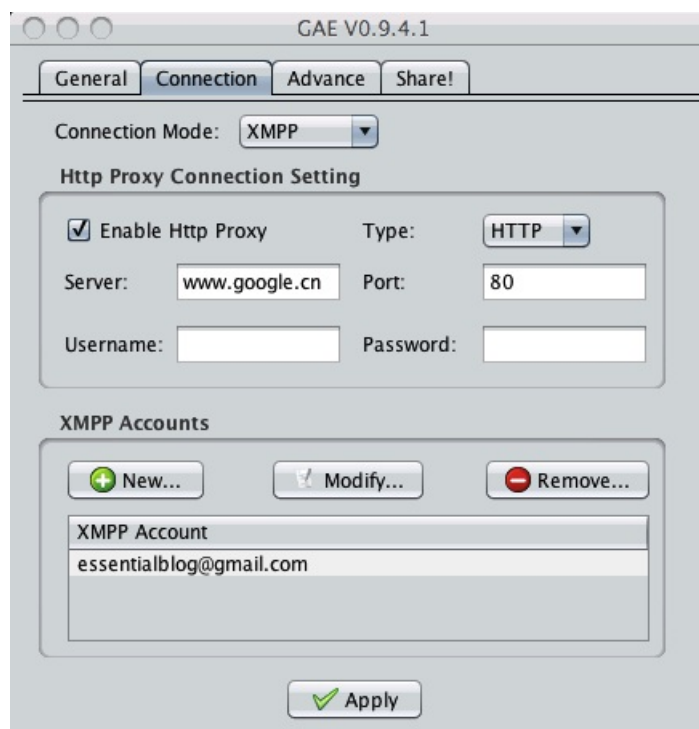 GAE V0.9.4.1
General Connection Advance Share!
Connection Mode: XMPP
Http Proxy Connection Setting
Enable Http Proxy Type: HTTP
Server: www.google.cn Port: 80
Username: Password:
XMPP Accounts
New... Modify... Remove...
XMPP Account
essentialblog@gmail.com
Apply